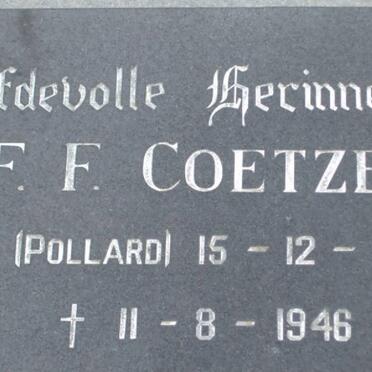 fdevolle Herinne
F. F. COETZE
(POLLARD) 15 - 12 -
† 11 - 8 - 1946